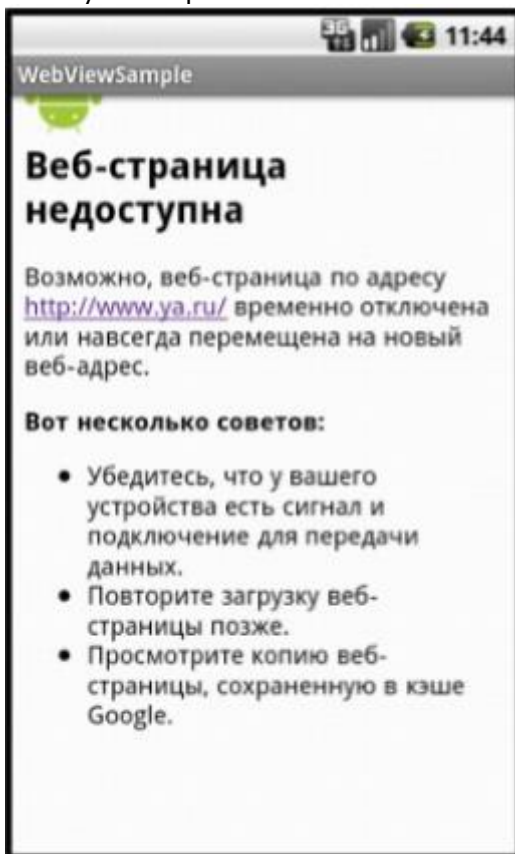 11:44
WebViewSample
Веб-страница
недоступна
Возможно, веб-страница по адресу
http://www.ya.ru/ временно отключена
или навсегда перемещена на новый
веб-адрес.
Вот несколько советов:
• Убедитесь, что у вашего
устройства есть сигнал и
подключение для передачи
данных.
• Повторите загрузку веб-
страницы позже.
• Просмотрите копию веб-
страницы, сохраненную в кэше
Google.